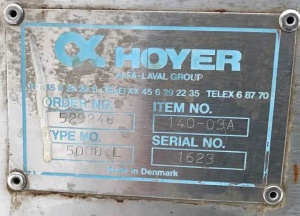 HOYER
ALFA-LAVAL GROUP
TELEFAX 45 6 29 22 35 TELEX 6 87 70
ORDER NO. ITEM NO.
529246 140-03A
TYPE NO. SERIAL NO.
1623
Made in Denmark